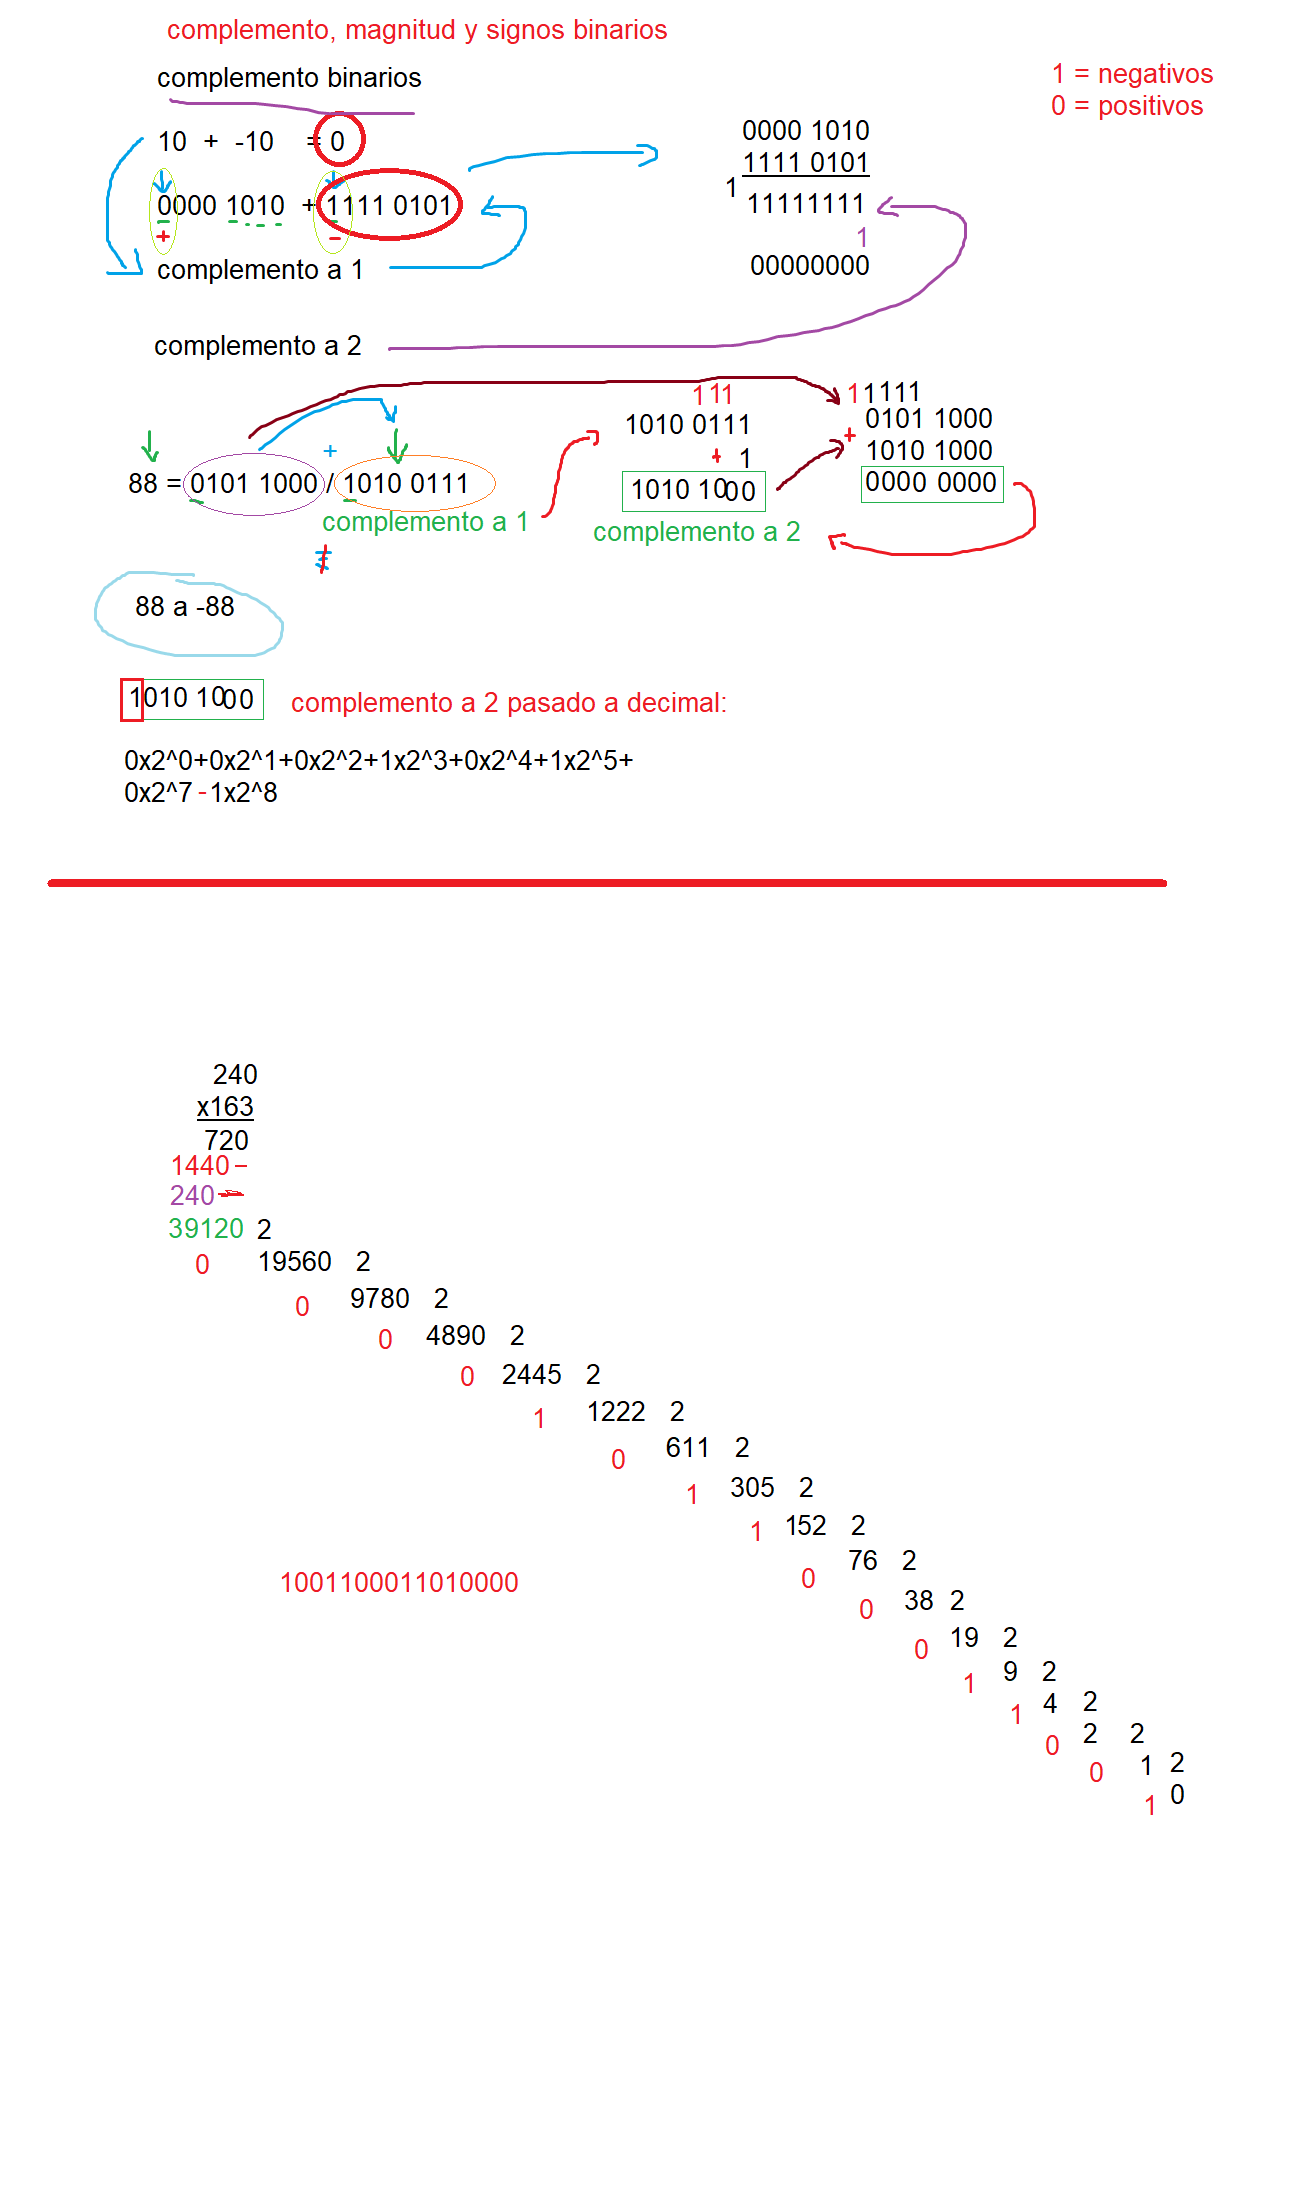 complemento, magnitud y signos binarios
complemento binarios
1 = negativos
0 = positivos
10 + -10 = 0
0000 1010 + 1111 0101
+ -
complemento a 1
0000 1010
1111 0101
1
11111111
1
00000000
complemento a 2
88 = 0101 1000 / 1010 0111
+
complemento a 1
1 11
1010 0111
+ 1
1010 1000
complemento a 2
11111
0101 1000
+
1010 1000
0000 0000
88 a -88
1010 1000
complemento a 2 pasado a decimal:
0x2^0+0x2^1+0x2^2+1x2^3+0x2^4+1x2^5+
0x2^7 -1x2^8
240
x163
720
1440-
240-
39120 2
0 19560 2
0 9780 2
0 4890 2
0 2445 2
1 1222 2
0 611 2
1 305 2
1 152 2
0 76 2
0 38 2
0 19 2
1 9 2
1 4 2
0 2 2
0 1 2
1 0
1001100011010000